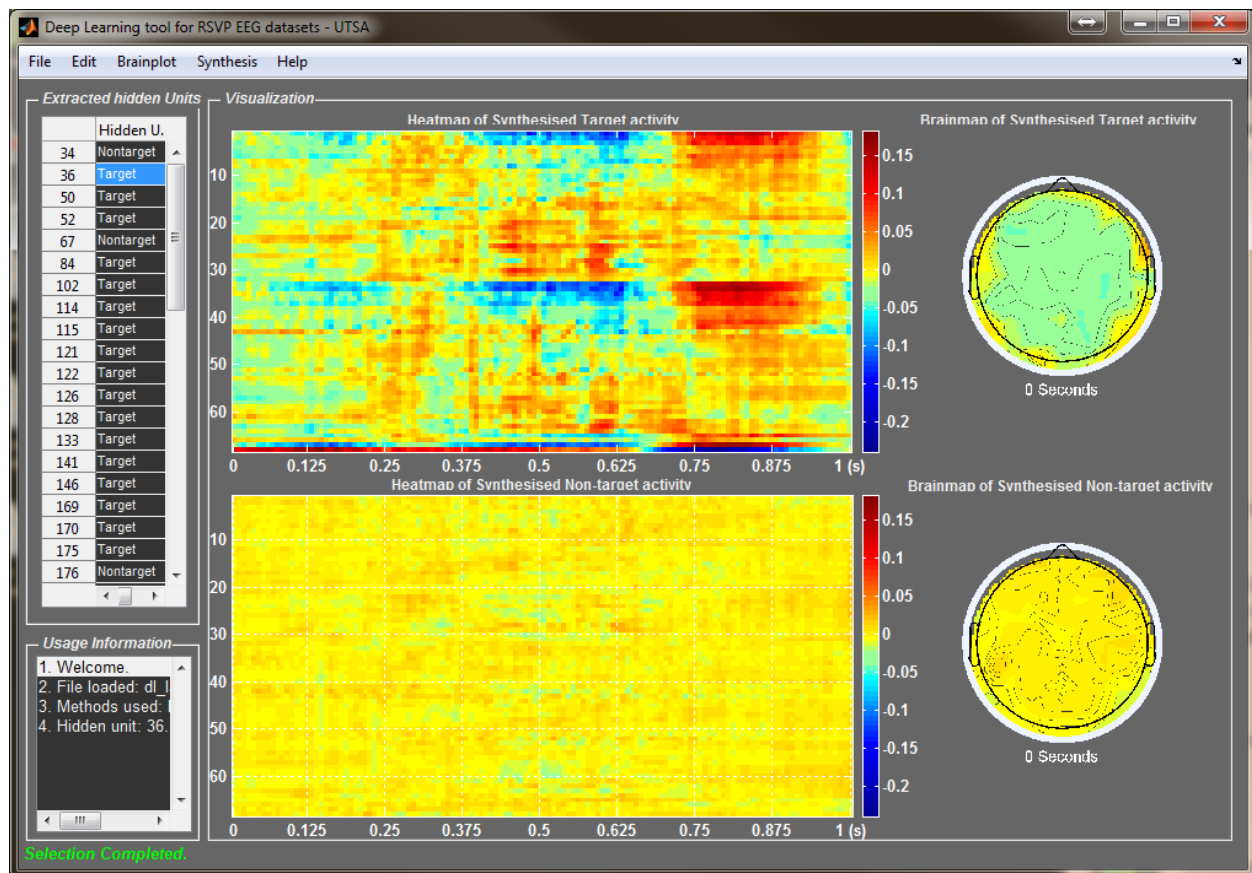 Deep Learning tool for RSVP EEG datasets - UTSA
File Edit Brainplot Synthesis Help
Extracted hidden Units
Hidden U.
34 Nontarget
36 Target
50 Target
52 Target
67 Nontarget
84 Target
102 Target
114 Target
115 Target
121 Target
122 Target
126 Target
128 Target
133 Target
141 Target
146 Target
169 Target
170 Target
175 Target
176 Nontarget
Usage Information
1. Welcome.
2. File loaded: dl_l
3. Methods used:
4. Hidden unit: 36.
Selection Completed.
Visualization
Heatmap of Synthesised Target activity
10
20
30
40
50
60
0 0.125 0.25 0.375 0.5 0.625 0.75 0.875 1 (s)
0.15
0.1
0.05
0
-0.05
-0.1
-0.15
-0.2
Brainmap of Synthesised Target activity
0 Seconds
Heatmap of Synthesised Non-target activity
10
20
30
40
50
60
0 0.125 0.25 0.375 0.5 0.625 0.75 0.875 1 (s)
0.15
0.1
0.05
0
-0.05
-0.1
-0.15
-0.2
Brainmap of Synthesised Non-target activity
0 Seconds